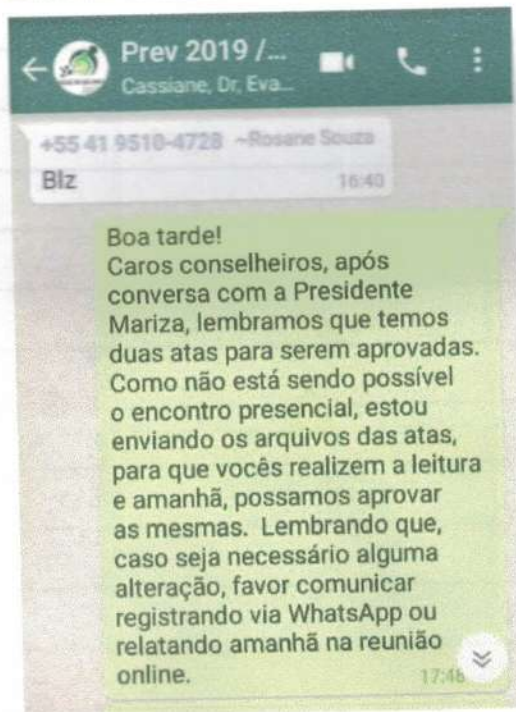 Prev 2019 /...
Cassiane, Dr, Eva...
+55 41 9510-4728 ~Rosane Souza
Blz
16:40
Boa tarde!
Caros conselheiros, após
conversa com a Presidente
Mariza, lembramos que temos
duas atas para serem aprovadas.
Como não está sendo possível
o encontro presencial, estou
enviando os arquivos das atas,
para que vocês realizem a leitura
e amanhã, possamos aprovar
as mesmas. Lembrando que,
caso seja necessário alguma
alteração, favor comunicar
registrando via WhatsApp ou
relatando amanhã na reunião
online.
17:46